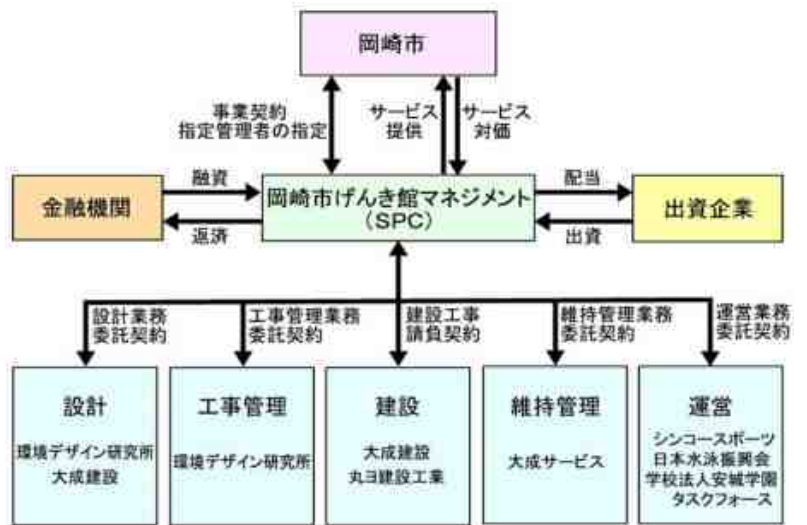 岡崎市
事業契約
指定管理者の指定
サービス
提供
サービス
対価
金融機関
融資
返済
岡崎市げんき館マネジメント
(SPC)
配当
出資
出資企業
設計業務
委託契約
工事管理業務
委託契約
建設工事
請負契約
維持管理業務
委託契約
運営業務
委託契約
設計
環境デザイン研究所
大成建設
工事管理
環境デザイン研究所
建設
大成建設
丸ヨ建設工業
維持管理
大成サービス
運営
シンコースポーツ
日本水泳振興会
学校法人安城学園
タスクフォース